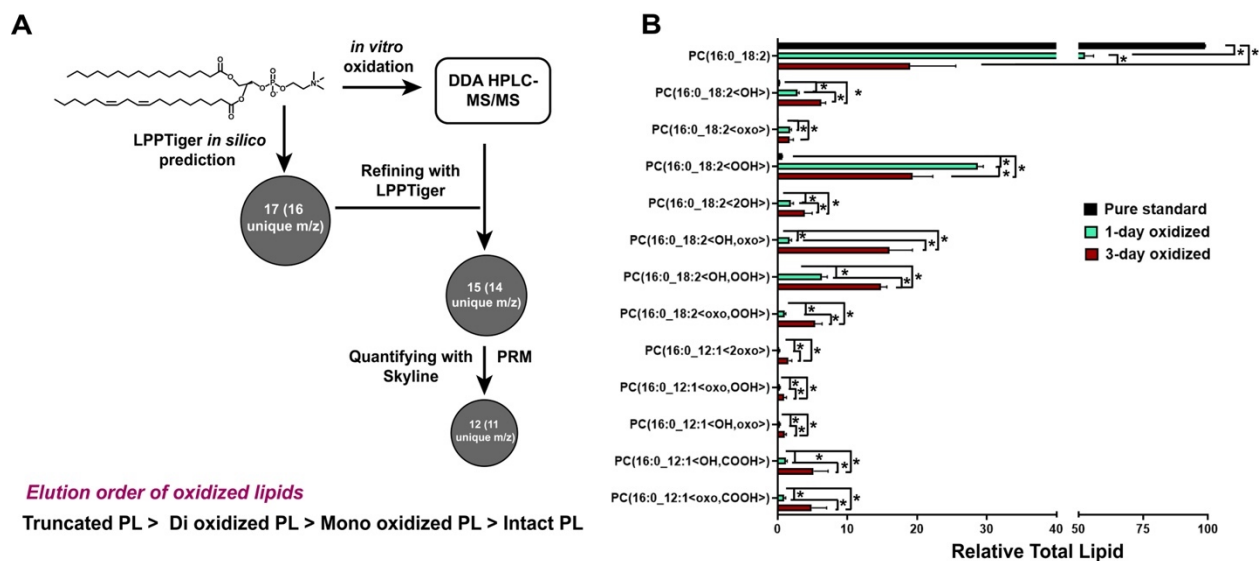 A
in vitro
oxidation
DDA HPLC-
MS/MS
O
O
O
O
O
P
O
O
O-
N+
LPPTiger in silico
prediction
Refining with
LPPTiger
17 (16
unique m/z)
15 (14
unique m/z)
Quantifying with
Skyline
PRM
12 (11
unique m/z)
Elution order of oxidized lipids
Truncated PL > Di oxidized PL > Mono oxidized PL > Intact PL
B
PC(16:0_18:2)
PC(16:0_18:2<OH>)
PC(16:0_18:2<oxo>)
PC(16:0_18:2<OOH>)
PC(16:0_18:2<2OH>)
PC(16:0_18:2<OH,oxo>)
PC(16:0_18:2<OH,OOH>)
PC(16:0_18:2<oxo,OOH>)
PC(16:0_12:1<2oxo>)
PC(16:0_12:1<oxo,OOH>)
PC(16:0_12:1<OH,oxo>)
PC(16:0_12:1<OH,COOH>)
PC(16:0_12:1<oxo,COOH>)
Pure standard
1-day oxidized
3-day oxidized
0 10 20 30 40 50 100
Relative Total Lipid